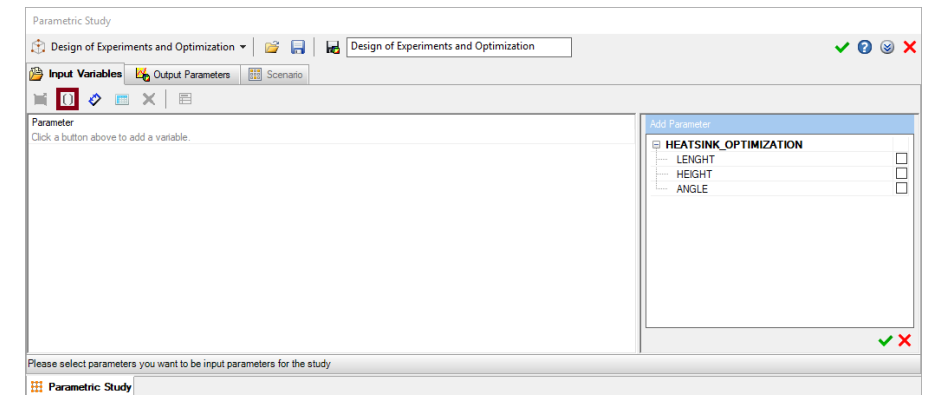 Parametric Study
Design of Experiments and Optimization
Design of Experiments and Optimization
Input Variables
Output Parameters
Scenario
Parameter
Click a button above to add a variable.
Add Parameter
HEATSINK_OPTIMIZATION
LENGHT
HEIGHT
ANGLE
Please select parameters you want to be input parameters for the study
Parametric Study